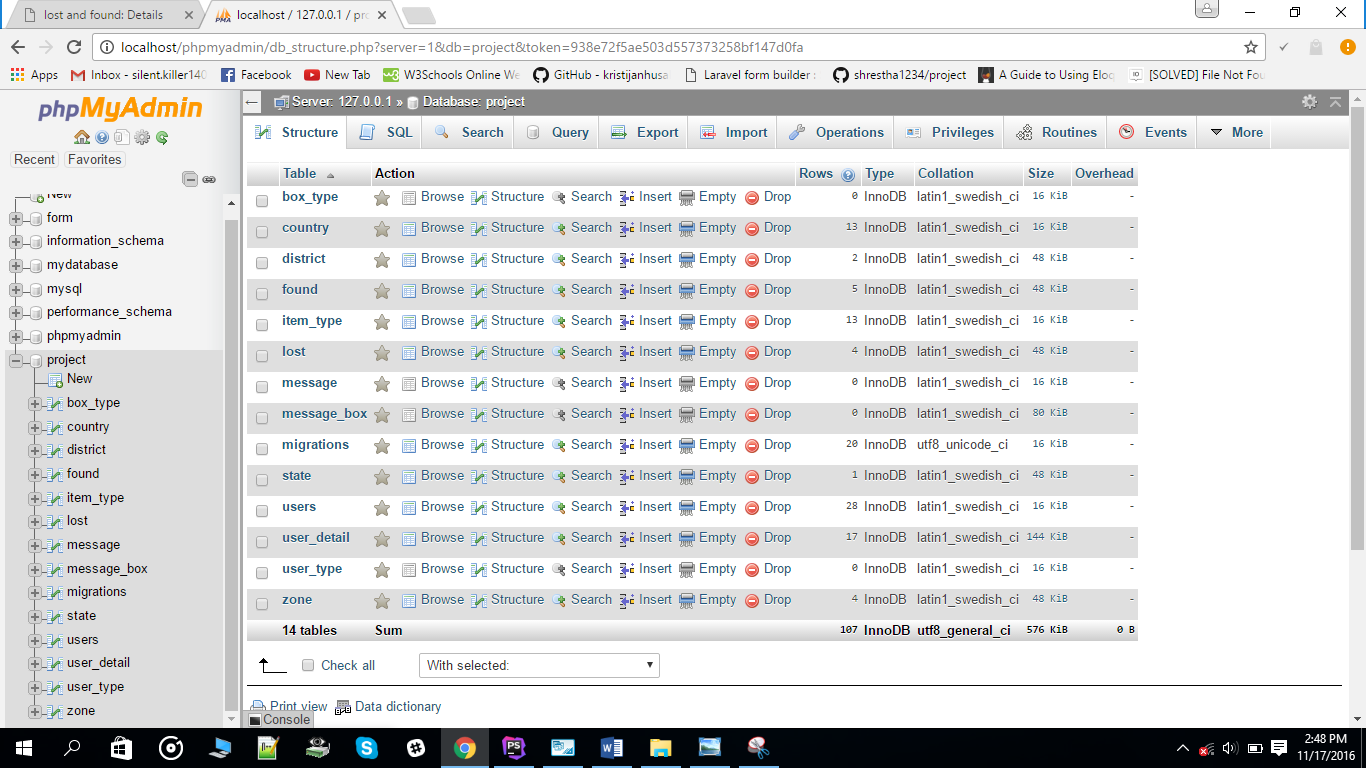 lost and found: Details
localhost / 127.0.0.1 / pro
localhost/phpmyadmin/db_structure.php?server=1&db=project&token=938e72f5ae503d557373258bf147d0fa
Apps Inbox - silent.killer140 Facebook New Tab W3Schools Online We GitHub - kristijanhusa Laravel form builder : shrestha1234/project A Guide to Using Eloq [SOLVED] File Not Fou
phpMyAdmin
Recent Favorites
New
form
information_schema
mydatabase
mysql
performance_schema
phpmyadmin
project
New
box_type
country
district
found
item_type
lost
message
message_box
migrations
state
users
user_detail
user_type
zone
Server: 127.0.0.1 » Database: project
Structure SQL Search Query Export Import Operations Privileges Routines Events More
Table Action Rows Type Collation Size Overhead
box_type Browse Structure Search Insert Empty Drop 0 InnoDB latin1_swedish_ci 16 KiB -
country Browse Structure Search Insert Empty Drop 13 InnoDB latin1_swedish_ci 16 KiB -
district Browse Structure Search Insert Empty Drop 2 InnoDB latin1_swedish_ci 48 KiB -
found Browse Structure Search Insert Empty Drop 5 InnoDB latin1_swedish_ci 48 KiB -
item_type Browse Structure Search Insert Empty Drop 13 InnoDB latin1_swedish_ci 16 KiB -
lost Browse Structure Search Insert Empty Drop 4 InnoDB latin1_swedish_ci 48 KiB -
message Browse Structure Search Insert Empty Drop 0 InnoDB latin1_swedish_ci 16 KiB -
message_box Browse Structure Search Insert Empty Drop 0 InnoDB latin1_swedish_ci 80 KiB -
migrations Browse Structure Search Insert Empty Drop 20 InnoDB utf8_unicode_ci 16 KiB -
state Browse Structure Search Insert Empty Drop 1 InnoDB latin1_swedish_ci 48 KiB -
users Browse Structure Search Insert Empty Drop 28 InnoDB latin1_swedish_ci 16 KiB -
user_detail Browse Structure Search Insert Empty Drop 17 InnoDB latin1_swedish_ci 144 KiB -
user_type Browse Structure Search Insert Empty Drop 0 InnoDB latin1_swedish_ci 16 KiB -
zone Browse Structure Search Insert Empty Drop 4 InnoDB latin1_swedish_ci 48 KiB -
14 tables Sum 107 InnoDB utf8_general_ci 576 KiB 0 B
Check all With selected:
Print view Data dictionary
Console
2:48 PM
11/17/2016